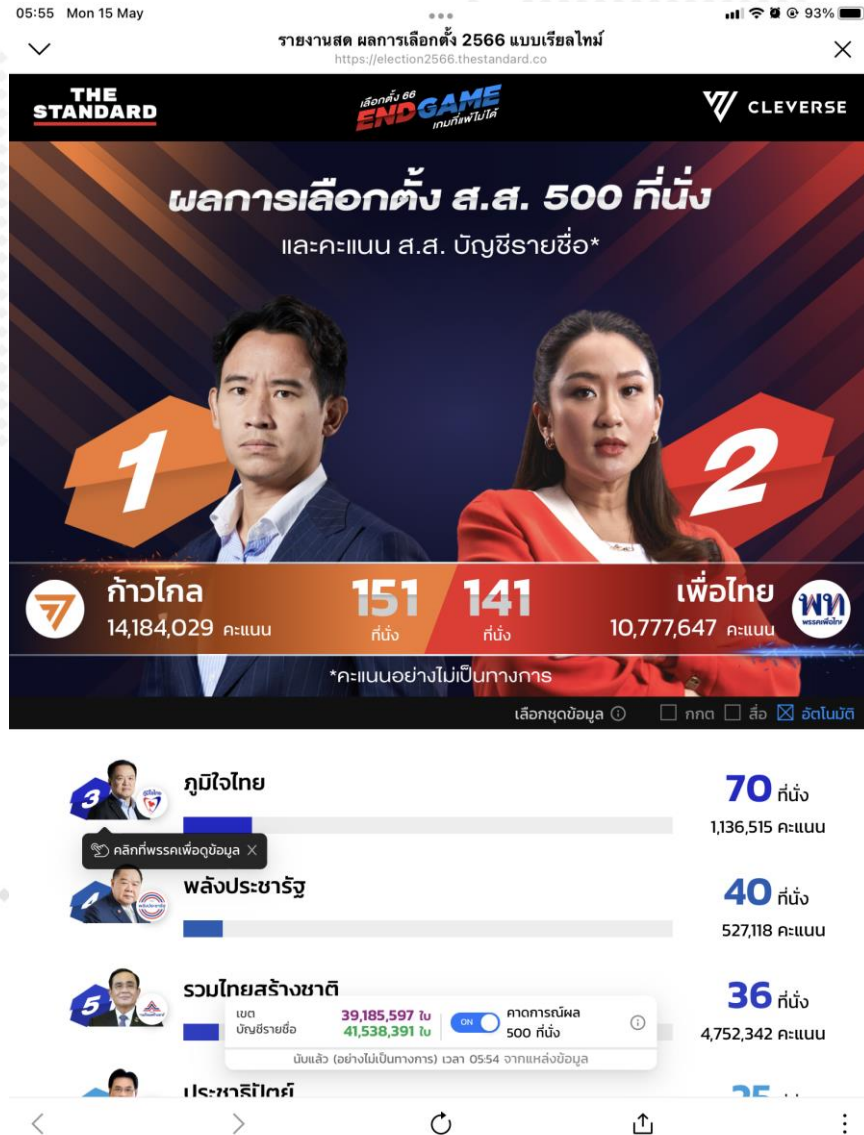 05:55 Mon 15 May
93%
รายงานสด ผลการเลือกตั้ง 2566 แบบเรียลไทม์
https://election2566.thestandard.co
THE STANDARD
เลือกตั้ง 66
END GAME
เกมที่แพ้ไม่ได้
CLEVERSE
ผลการเลือกตั้ง ส.ส. 500 ที่นั่ง
และคะแนน ส.ส. บัญชีรายชื่อ*
1
2
ก้าวไกล
14,184,029 คะแนน
151
ที่นั่ง
141
ที่นั่ง
เพื่อไทย
10,777,647 คะแนน
พท
พรรคเพื่อไทย
*คะแนนอย่างไม่เป็นทางการ
เลือกชุดข้อมูล กกต สื่อ อัตโนมัติ
3
ภูมิใจไทย
70 ที่นั่ง
1,136,515 คะแนน
คลิกที่พรรคเพื่อดูข้อมูล X
4
พลังประชารัฐ
40 ที่นั่ง
527,118 คะแนน
5
รวมไทยสร้างชาติ
36 ที่นั่ง
4,752,342 คะแนน
เขต 39,185,597 ใบ
บัญชีรายชื่อ 41,538,391 ใบ
ON
คาดการณ์ผล
500 ที่นั่ง
นับแล้ว (อย่างไม่เป็นทางการ) เวลา 05:54 จากแหล่งข้อมูล
ประชาธิปัตย์
25